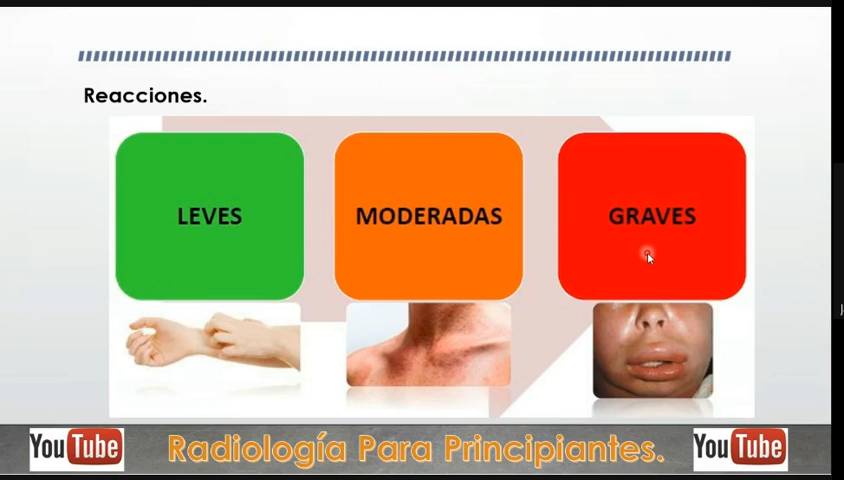 Reacciones.
LEVES
MODERADAS
GRAVES
YouTube
Radiología Para Principiantes.
YouTube